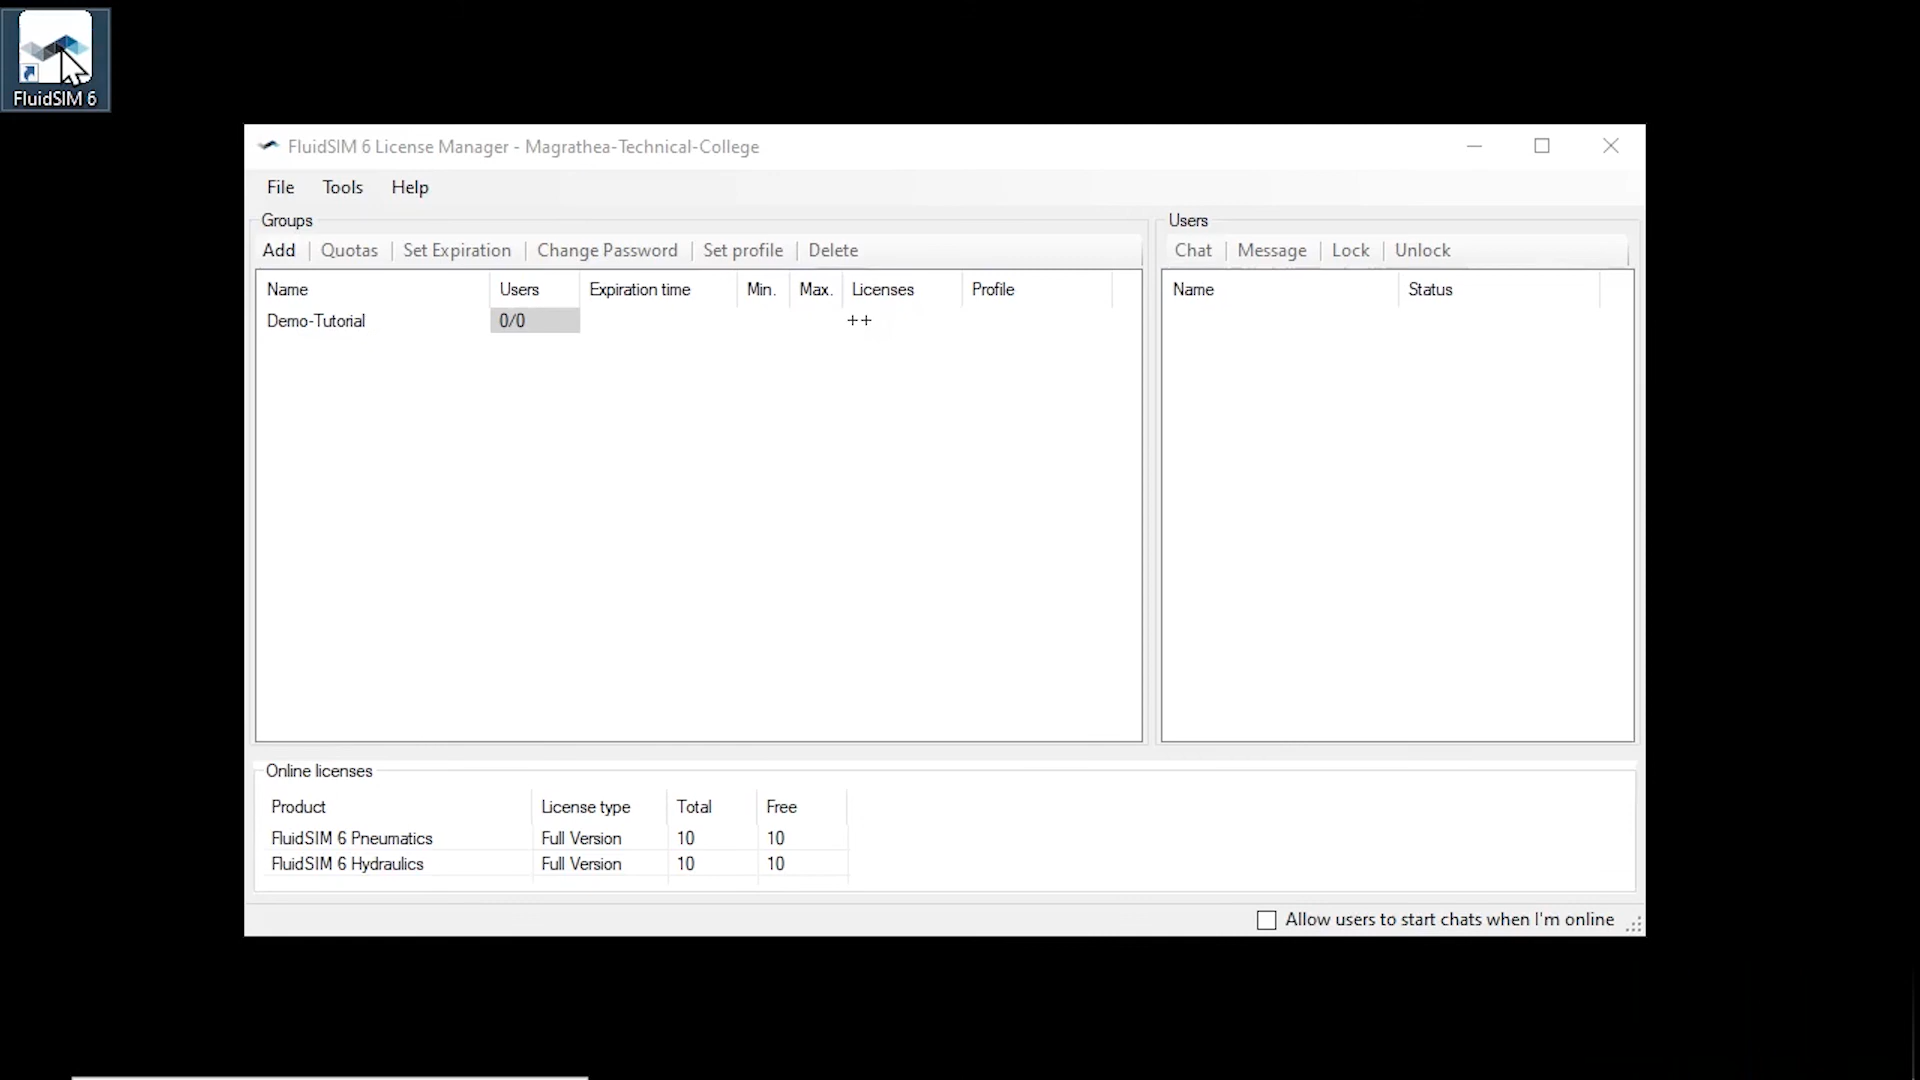 FluidSIM 6
FluidSIM 6 License Manager - Magrathea-Technical-College
File Tools Help
Groups
Add Quotas Set Expiration Change Password Set profile Delete
Name Users Expiration time Min. Max. Licenses Profile
Demo-Tutorial 0/0 ++
Users
Chat Message Lock Unlock
Name Status
Online licenses
Product License type Total Free
FluidSIM 6 Pneumatics Full Version 10 10
FluidSIM 6 Hydraulics Full Version 10 10
Allow users to start chats when I'm online